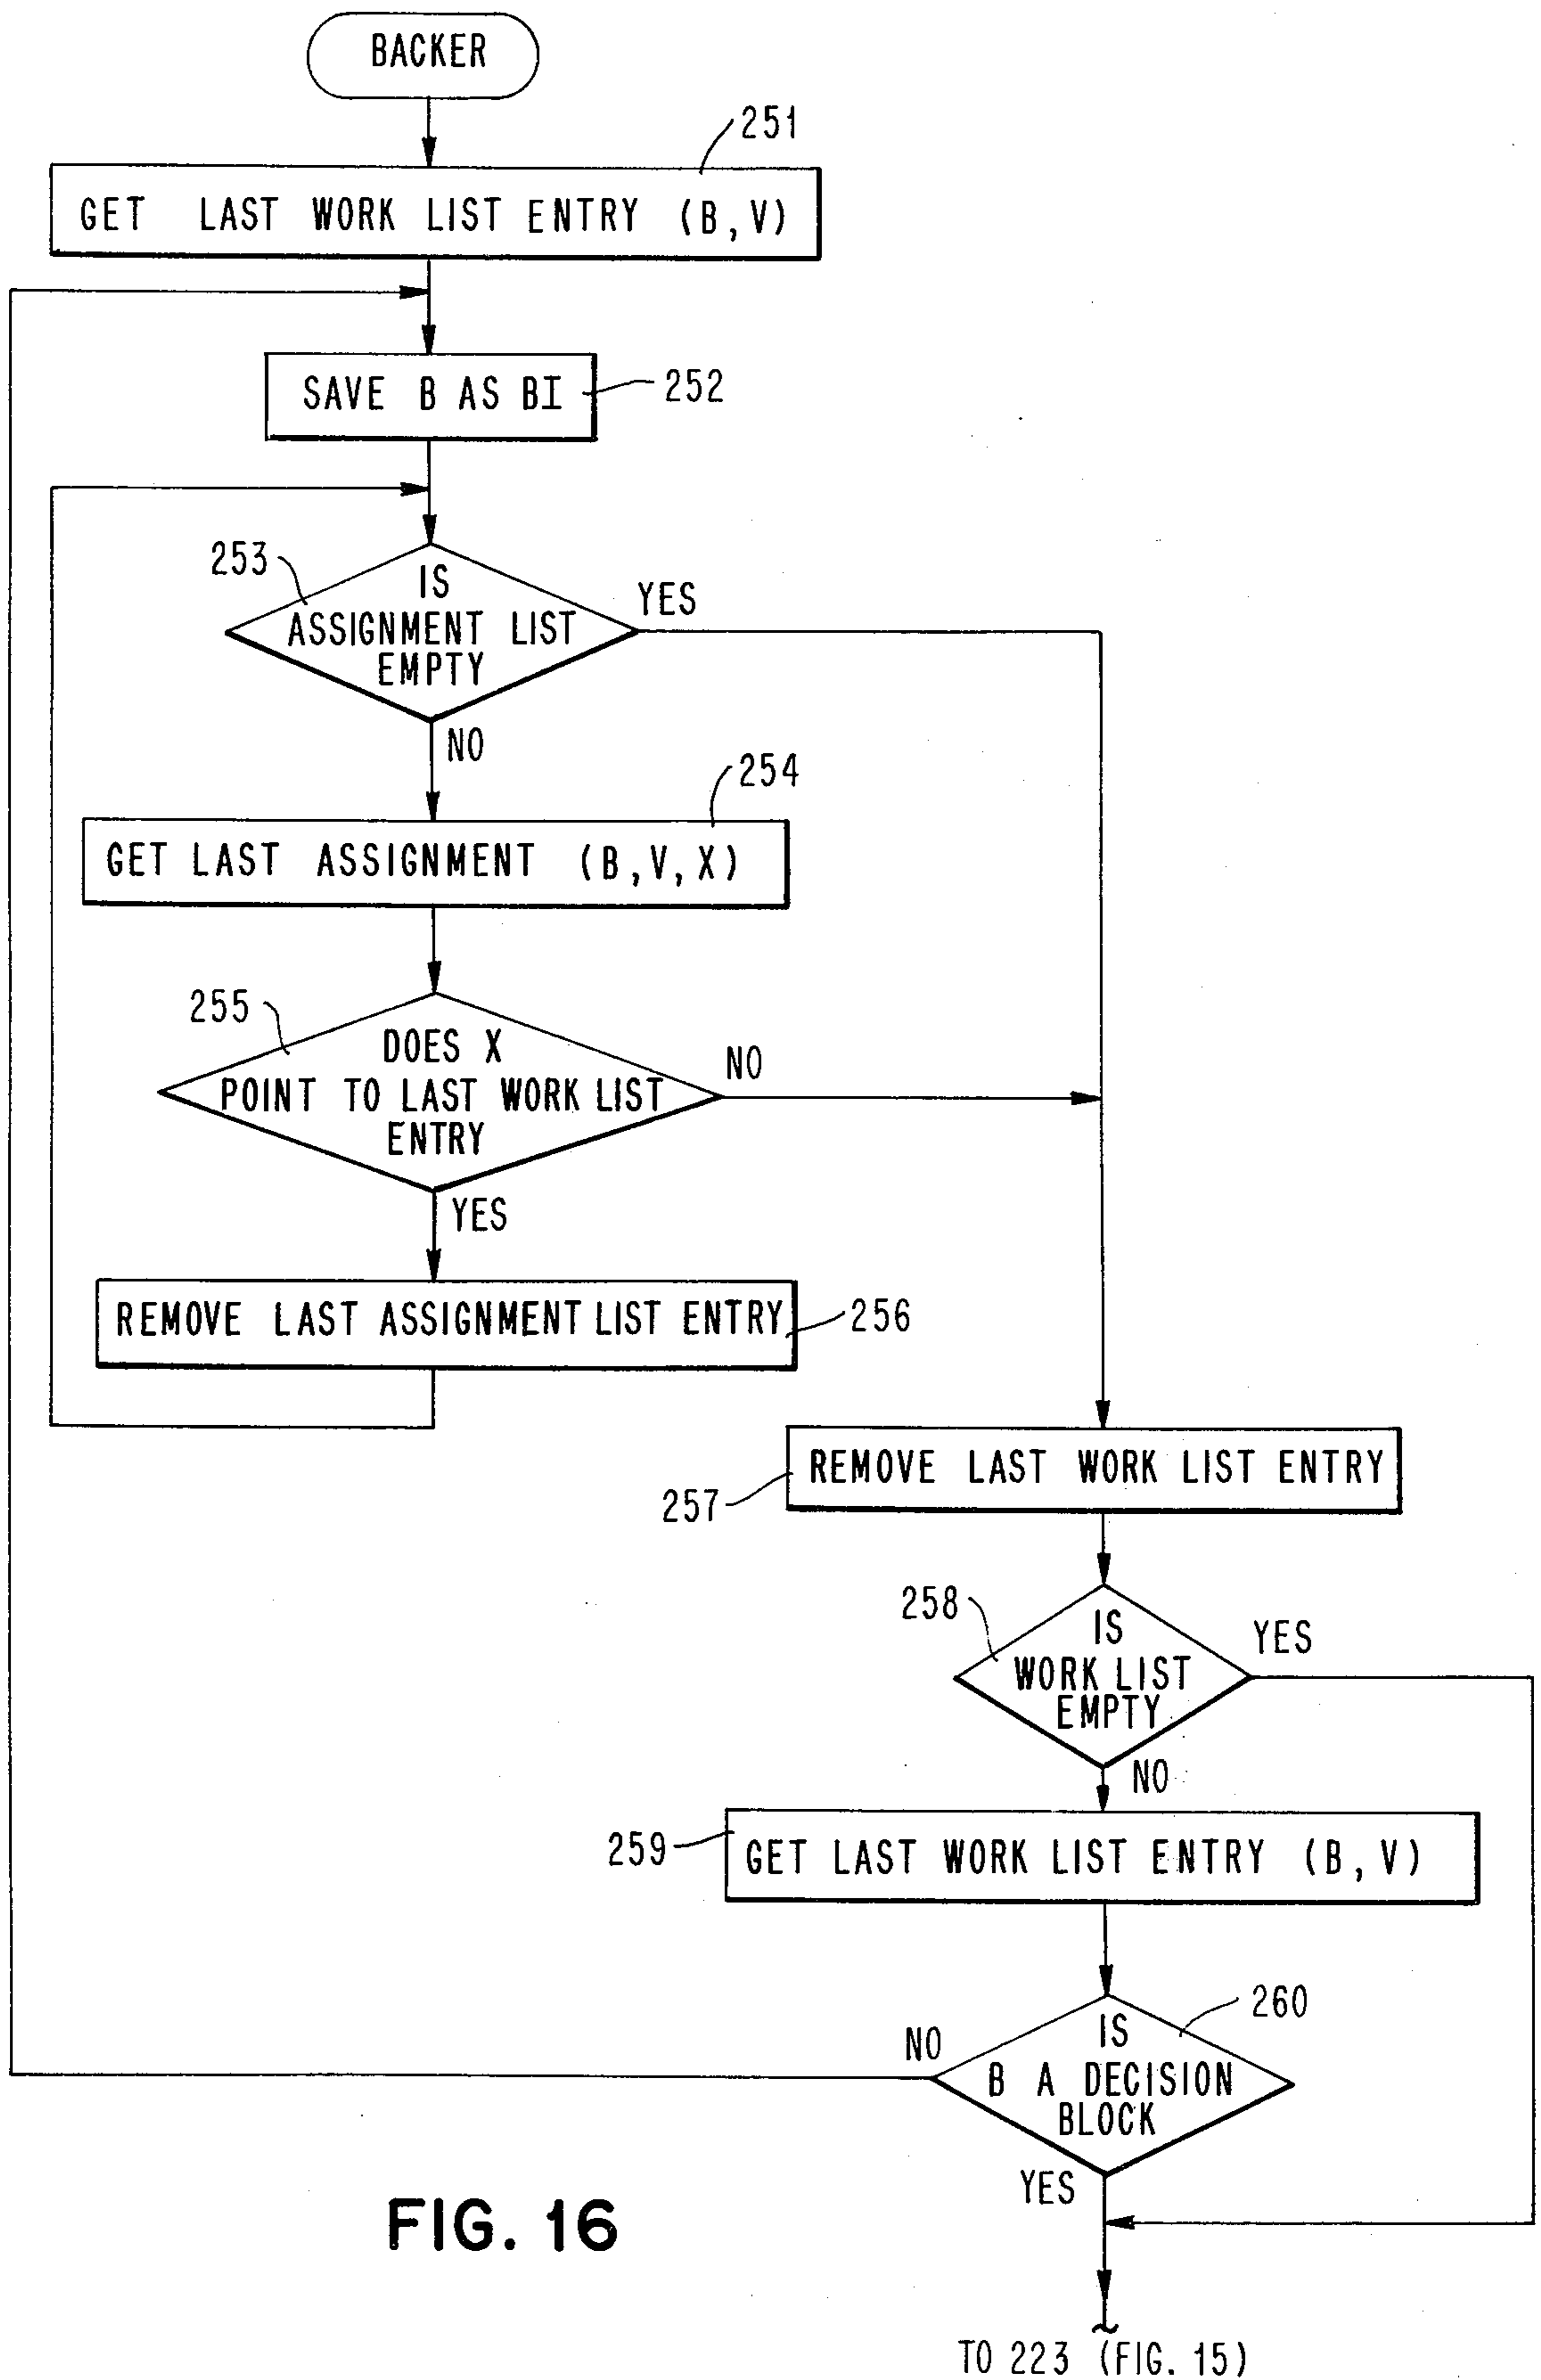 BACKER
251
GET LAST WORK LIST ENTRY (B,V)
SAVE B AS BI
252
253
IS
ASSIGNMENT LIST
EMPTY
YES
NO
254
GET LAST ASSIGNMENT (B,V,X)
255
DOES X
POINT TO LAST WORK LIST
ENTRY
NO
YES
REMOVE LAST ASSIGNMENT LIST ENTRY
256
REMOVE LAST WORK LIST ENTRY
257
258
IS
WORK LIST
EMPTY
YES
NO
259
GET LAST WORK LIST ENTRY (B,V)
260
NO
IS
B A DECISION
BLOCK
YES
FIG. 16
TO 223 (FIG. 15)